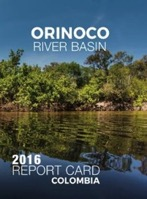 ORINOCO
RIVER BASIN
2016
REPORT CARD
COLOMBIA